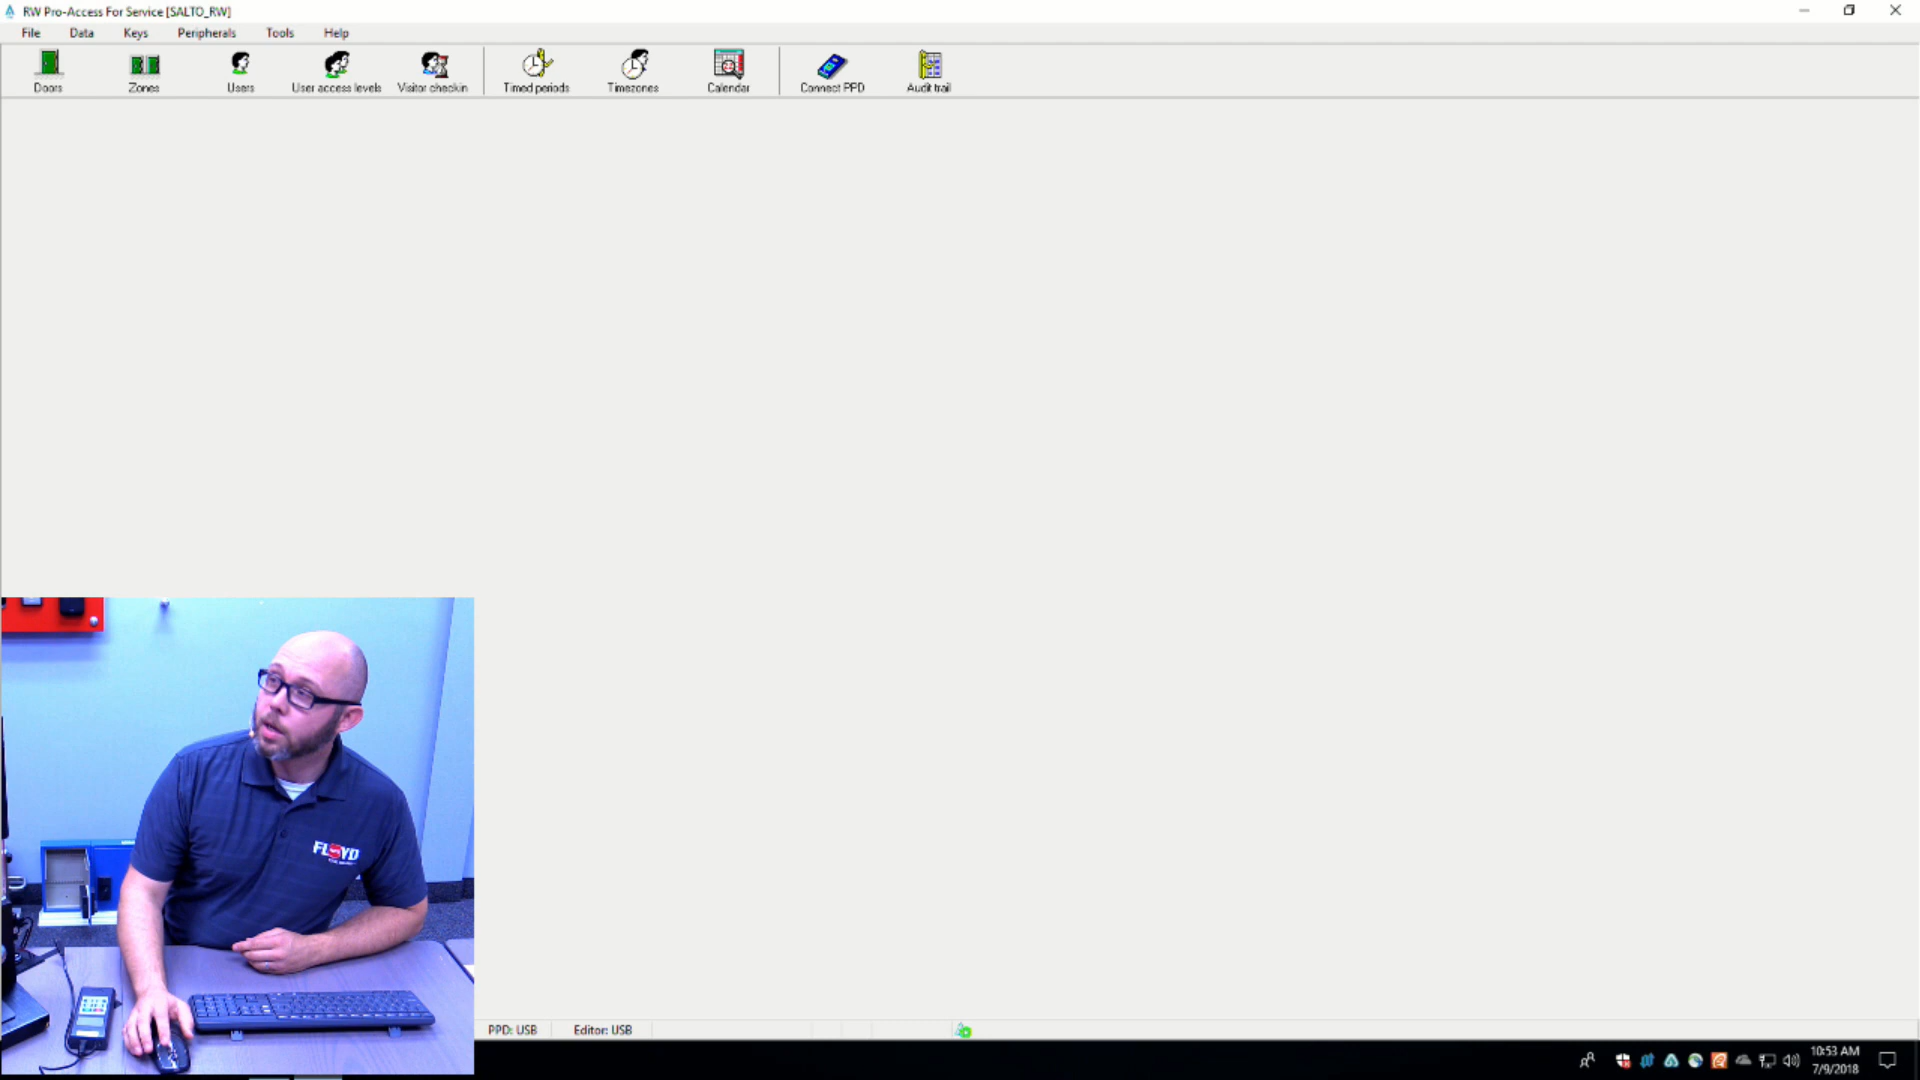 RW Pro-Access For Service [SALTO_RW]
File Data Keys Peripherals Tools Help
Doors Zones Users User access levels Visitor checkin Timed periods Timezones Calendar Connect PPD Audit trail
FLOYD
PPD: USB Editor: USB
10:53 AM
7/9/2018